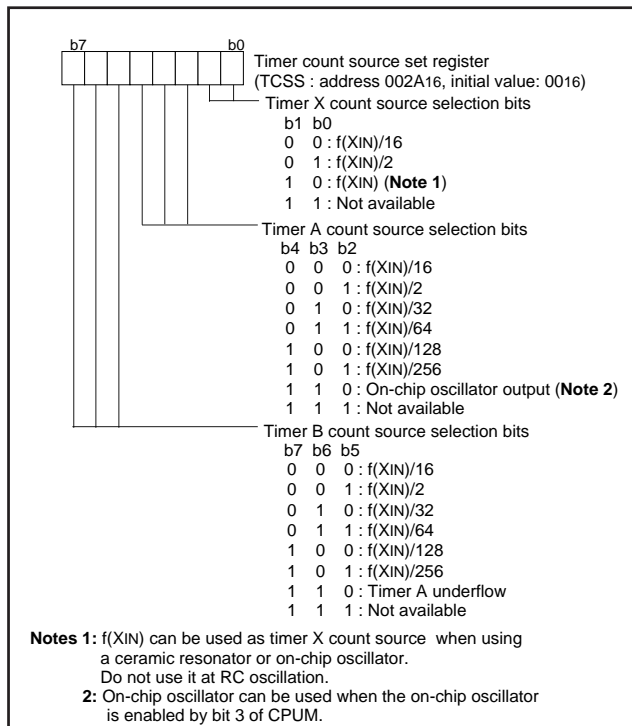 b7 b0
Timer count source set register
(TCSS : address 002A16, initial value: 0016)
Timer X count source selection bits
b1 b0
0 0 : f(XIN)/16
0 1 : f(XIN)/2
1 0 : f(XIN) (Note 1)
1 1 : Not available
Timer A count source selection bits
b4 b3 b2
0 0 0 : f(XIN)/16
0 0 1 : f(XIN)/2
0 1 0 : f(XIN)/32
0 1 1 : f(XIN)/64
1 0 0 : f(XIN)/128
1 0 1 : f(XIN)/256
1 1 0 : On-chip oscillator output (Note 2)
1 1 1 : Not available
Timer B count source selection bits
b7 b6 b5
0 0 0 : f(XIN)/16
0 0 1 : f(XIN)/2
0 1 0 : f(XIN)/32
0 1 1 : f(XIN)/64
1 0 0 : f(XIN)/128
1 0 1 : f(XIN)/256
1 1 0 : Timer A underflow
1 1 1 : Not available
Notes 1: f(XIN) can be used as timer X count source when using
a ceramic resonator or on-chip oscillator.
Do not use it at RC oscillation.
2: On-chip oscillator can be used when the on-chip oscillator
is enabled by bit 3 of CPUM.